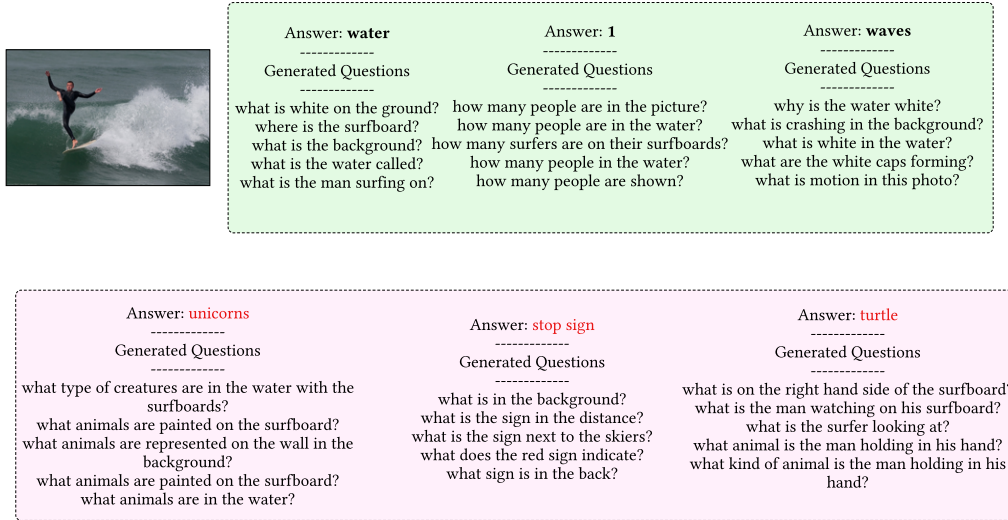 Answer: water
-------------
Generated Questions
-------------
what is white on the ground?
where is the surfboard?
what is the background?
what is the water called?
what is the man surfing on?
Answer: 1
-------------
Generated Questions
-------------
how many people are in the picture?
how many people are in the water?
how many surfers are on their surfboards?
how many people in the water?
how many people are shown?
Answer: waves
-------------
Generated Questions
-------------
why is the water white?
what is crashing in the background?
what is white in the water?
what are the white caps forming?
what is motion in this photo?
Answer: unicorns
-------------
Generated Questions
-------------
what type of creatures are in the water with the
surfboards?
what animals are painted on the surfboard?
what animals are represented on the wall in the
background?
what animals are painted on the surfboard?
what animals are in the water?
Answer: stop sign
-------------
Generated Questions
-------------
what is in the background?
what is the sign in the distance?
what is the sign next to the skiers?
what does the red sign indicate?
what sign is in the back?
Answer: turtle
-------------
Generated Questions
-------------
what is on the right hand side of the surfboard?
what is the man watching on his surfboard?
what is the surfer looking at?
what animal is the man holding in his hand?
what kind of animal is the man holding in his
hand?